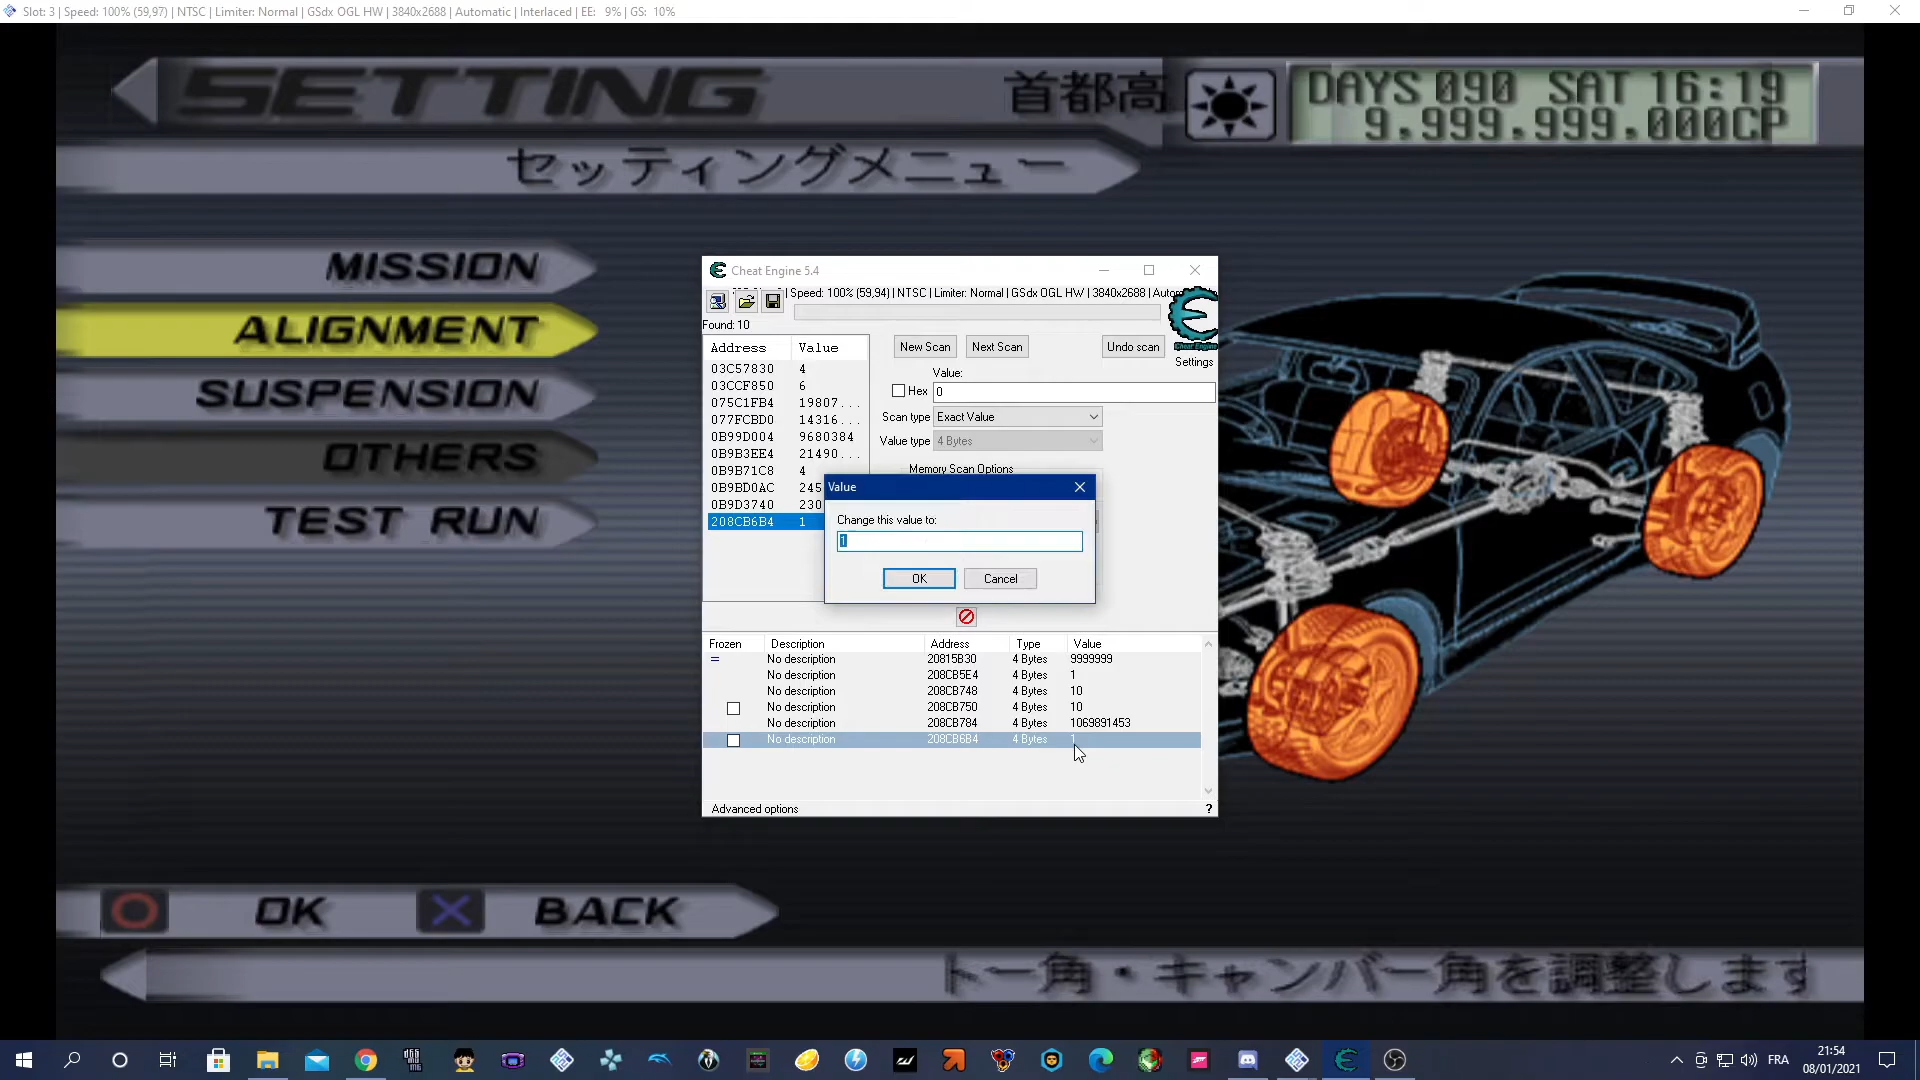 Slot: 3 | Speed: 100% (59,97) | NTSC | Limiter: Normal | GSdx OGL HW | 3840x2688 | Automatic | Interlaced | EE: 9% | GS: 10%
SETTING
首都高
DAYS 090 SAT 16:19
9.999.999.000CP
セッティングメニュー
MISSION
ALIGNMENT
SUSPENSION
OTHERS
TEST RUN
Cheat Engine 5.4
| Speed: 100% (59,94) | NTSC | Limiter: Normal | GSdx OGL HW | 3840x2688 |
Found: 10
Address Value
03C57830 4
03CCF850 6
075C1FB4 19807...
077FCBD0 14316...
0B99D004 9680384
0B9B3EE4 21490...
0B9B71C8 4
0B9BD0AC 245
0B9D3740 230
208CB6B4 1
New Scan Next Scan Undo scan
Cheat Engine
Settings
Value:
Hex 0
Scan type Exact Value
Value type 4 Bytes
Memory Scan Options
Value
Change this value to:
1
OK Cancel
Frozen Description Address Type Value
= No description 20815B30 4 Bytes 9999999
No description 208CB5E4 4 Bytes 1
No description 208CB748 4 Bytes 10
No description 208CB750 4 Bytes 10
No description 208CB784 4 Bytes 1069891453
No description 208CB6B4 4 Bytes 1
Advanced options ?
OK BACK
トー角・キャンバー角を調整します
FRA
21:54
08/01/2021